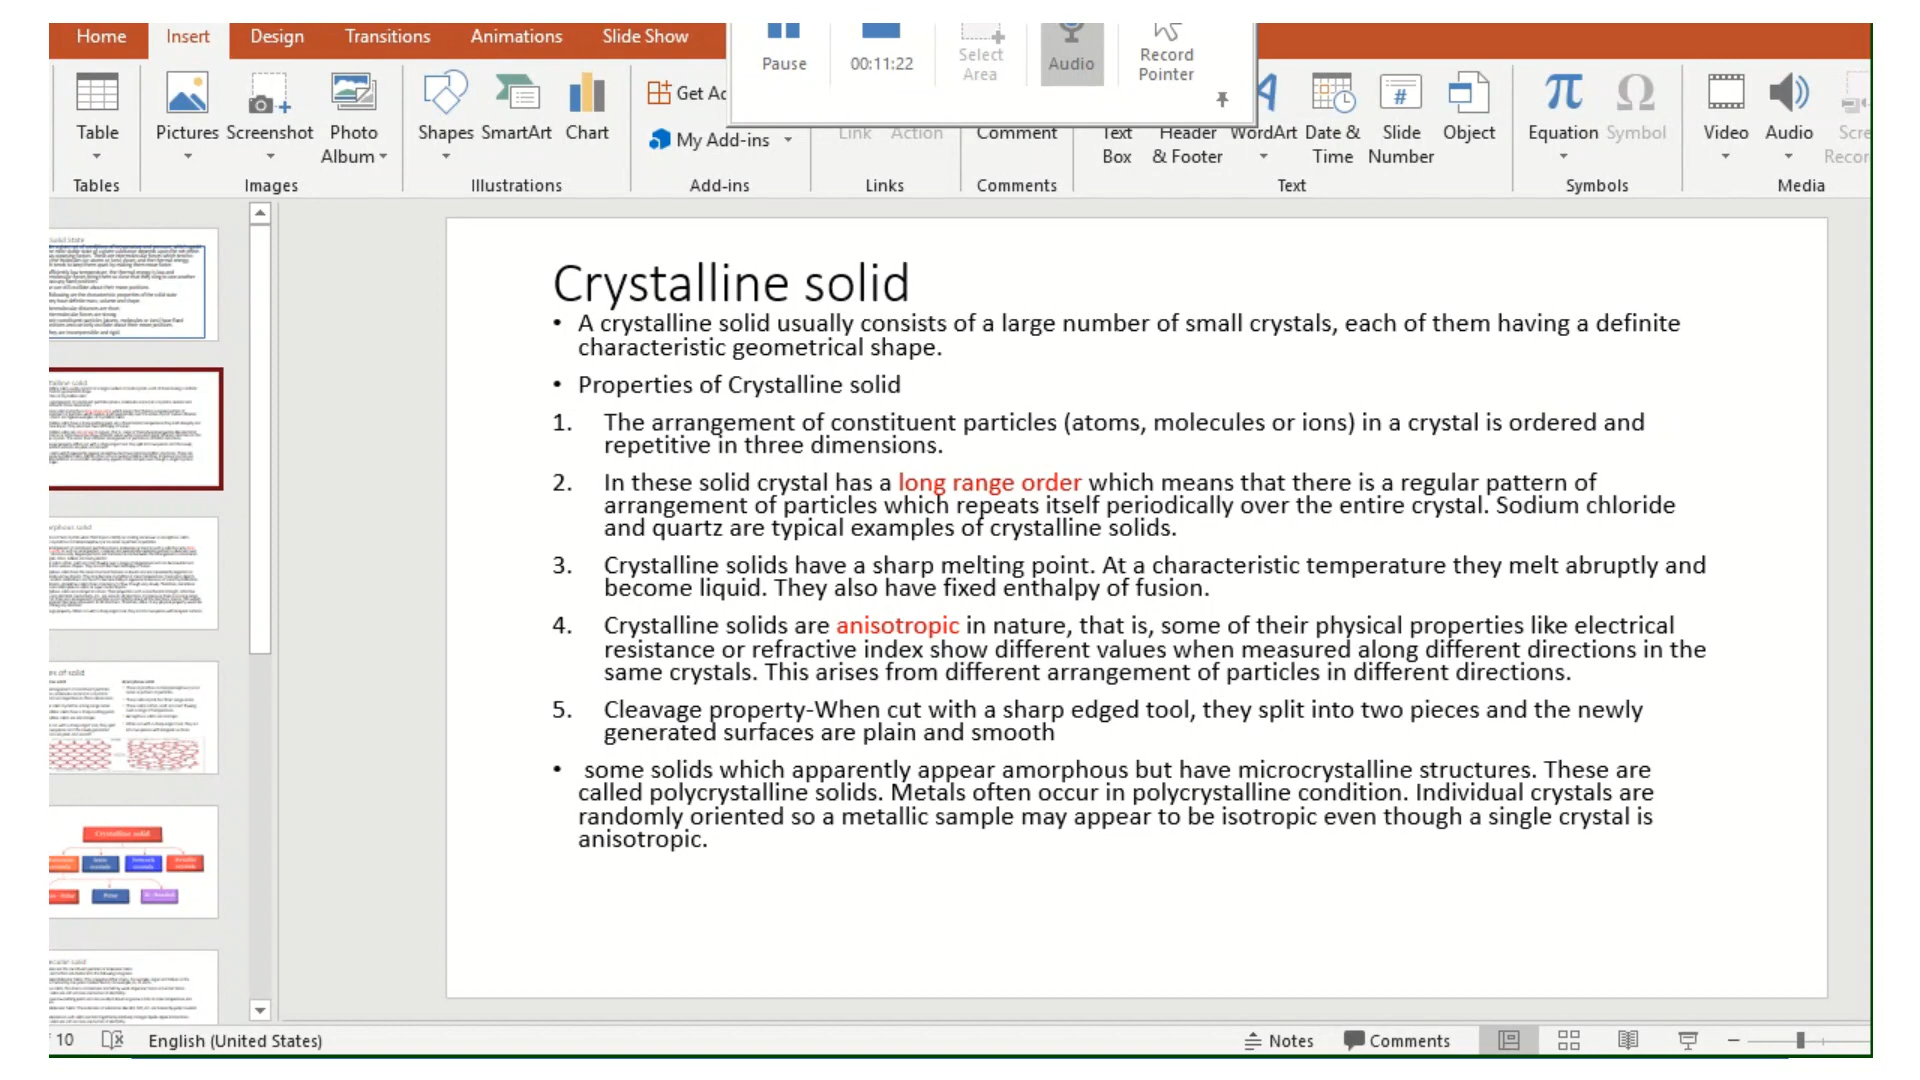 Home Insert Design Transitions Animations Slide Show
Pause 00:11:22 Select Area Audio Record Pointer
Table
Pictures Screenshot Photo Album
Shapes SmartArt Chart
Get Ad
My Add-ins
Link Action
Comment
Text Box Header & Footer WordArt Date & Time Slide Number Object
Equation Symbol
Video Audio Scre Recor
Tables Images Illustrations Add-ins Links Comments Text Symbols Media
Crystalline solid
• A crystalline solid usually consists of a large number of small crystals, each of them having a definite
characteristic geometrical shape.
• Properties of Crystalline solid
1. The arrangement of constituent particles (atoms, molecules or ions) in a crystal is ordered and
repetitive in three dimensions.
2. In these solid crystal has a long range order which means that there is a regular pattern of
arrangement of particles which repeats itself periodically over the entire crystal. Sodium chloride
and quartz are typical examples of crystalline solids.
3. Crystalline solids have a sharp melting point. At a characteristic temperature they melt abruptly and
become liquid. They also have fixed enthalpy of fusion.
4. Crystalline solids are anisotropic in nature, that is, some of their physical properties like electrical
resistance or refractive index show different values when measured along different directions in the
same crystals. This arises from different arrangement of particles in different directions.
5. Cleavage property-When cut with a sharp edged tool, they split into two pieces and the newly
generated surfaces are plain and smooth
• some solids which apparently appear amorphous but have microcrystalline structures. These are
called polycrystalline solids. Metals often occur in polycrystalline condition. Individual crystals are
randomly oriented so a metallic sample may appear to be isotropic even though a single crystal is
anisotropic.
10 English (United States) Notes Comments